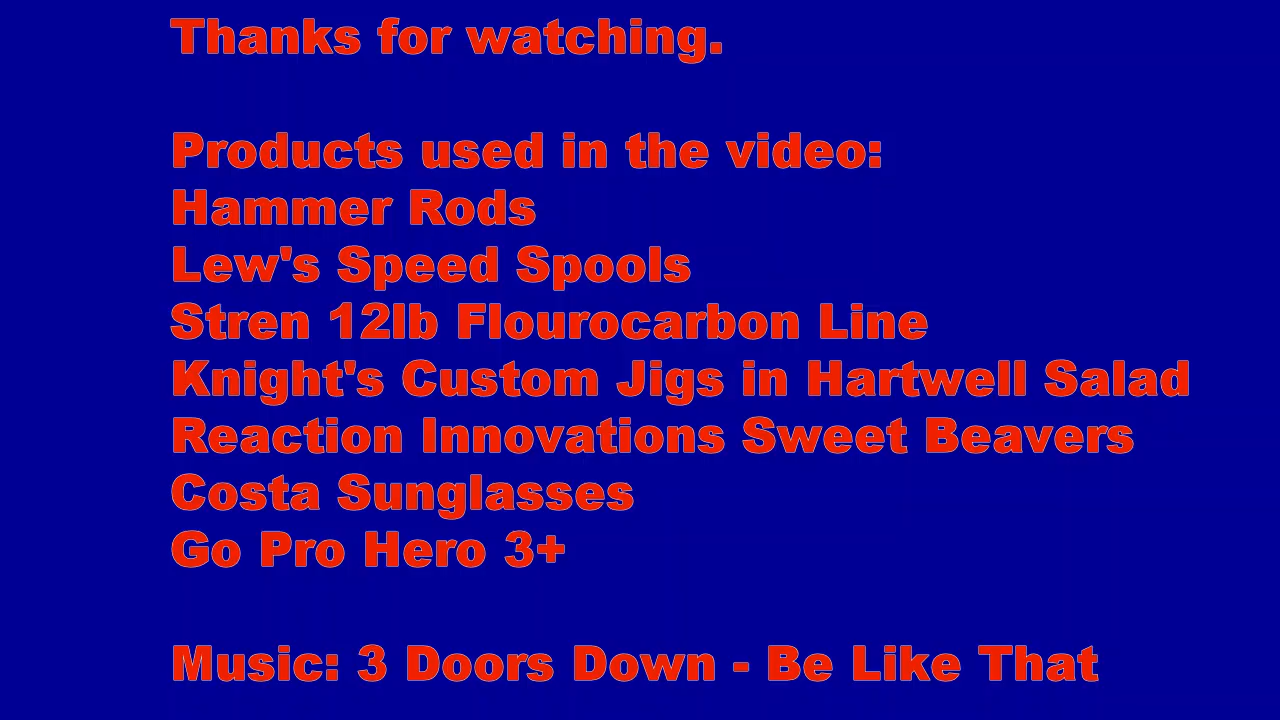 Thanks for watching.
Products used in the video:
Hammer Rods
Lew's Speed Spools
Stren 12lb Flourocarbon Line
Knight's Custom Jigs in Hartwell Salad
Reaction Innovations Sweet Beavers
Costa Sunglasses
Go Pro Hero 3+
Music: 3 Doors Down - Be Like That